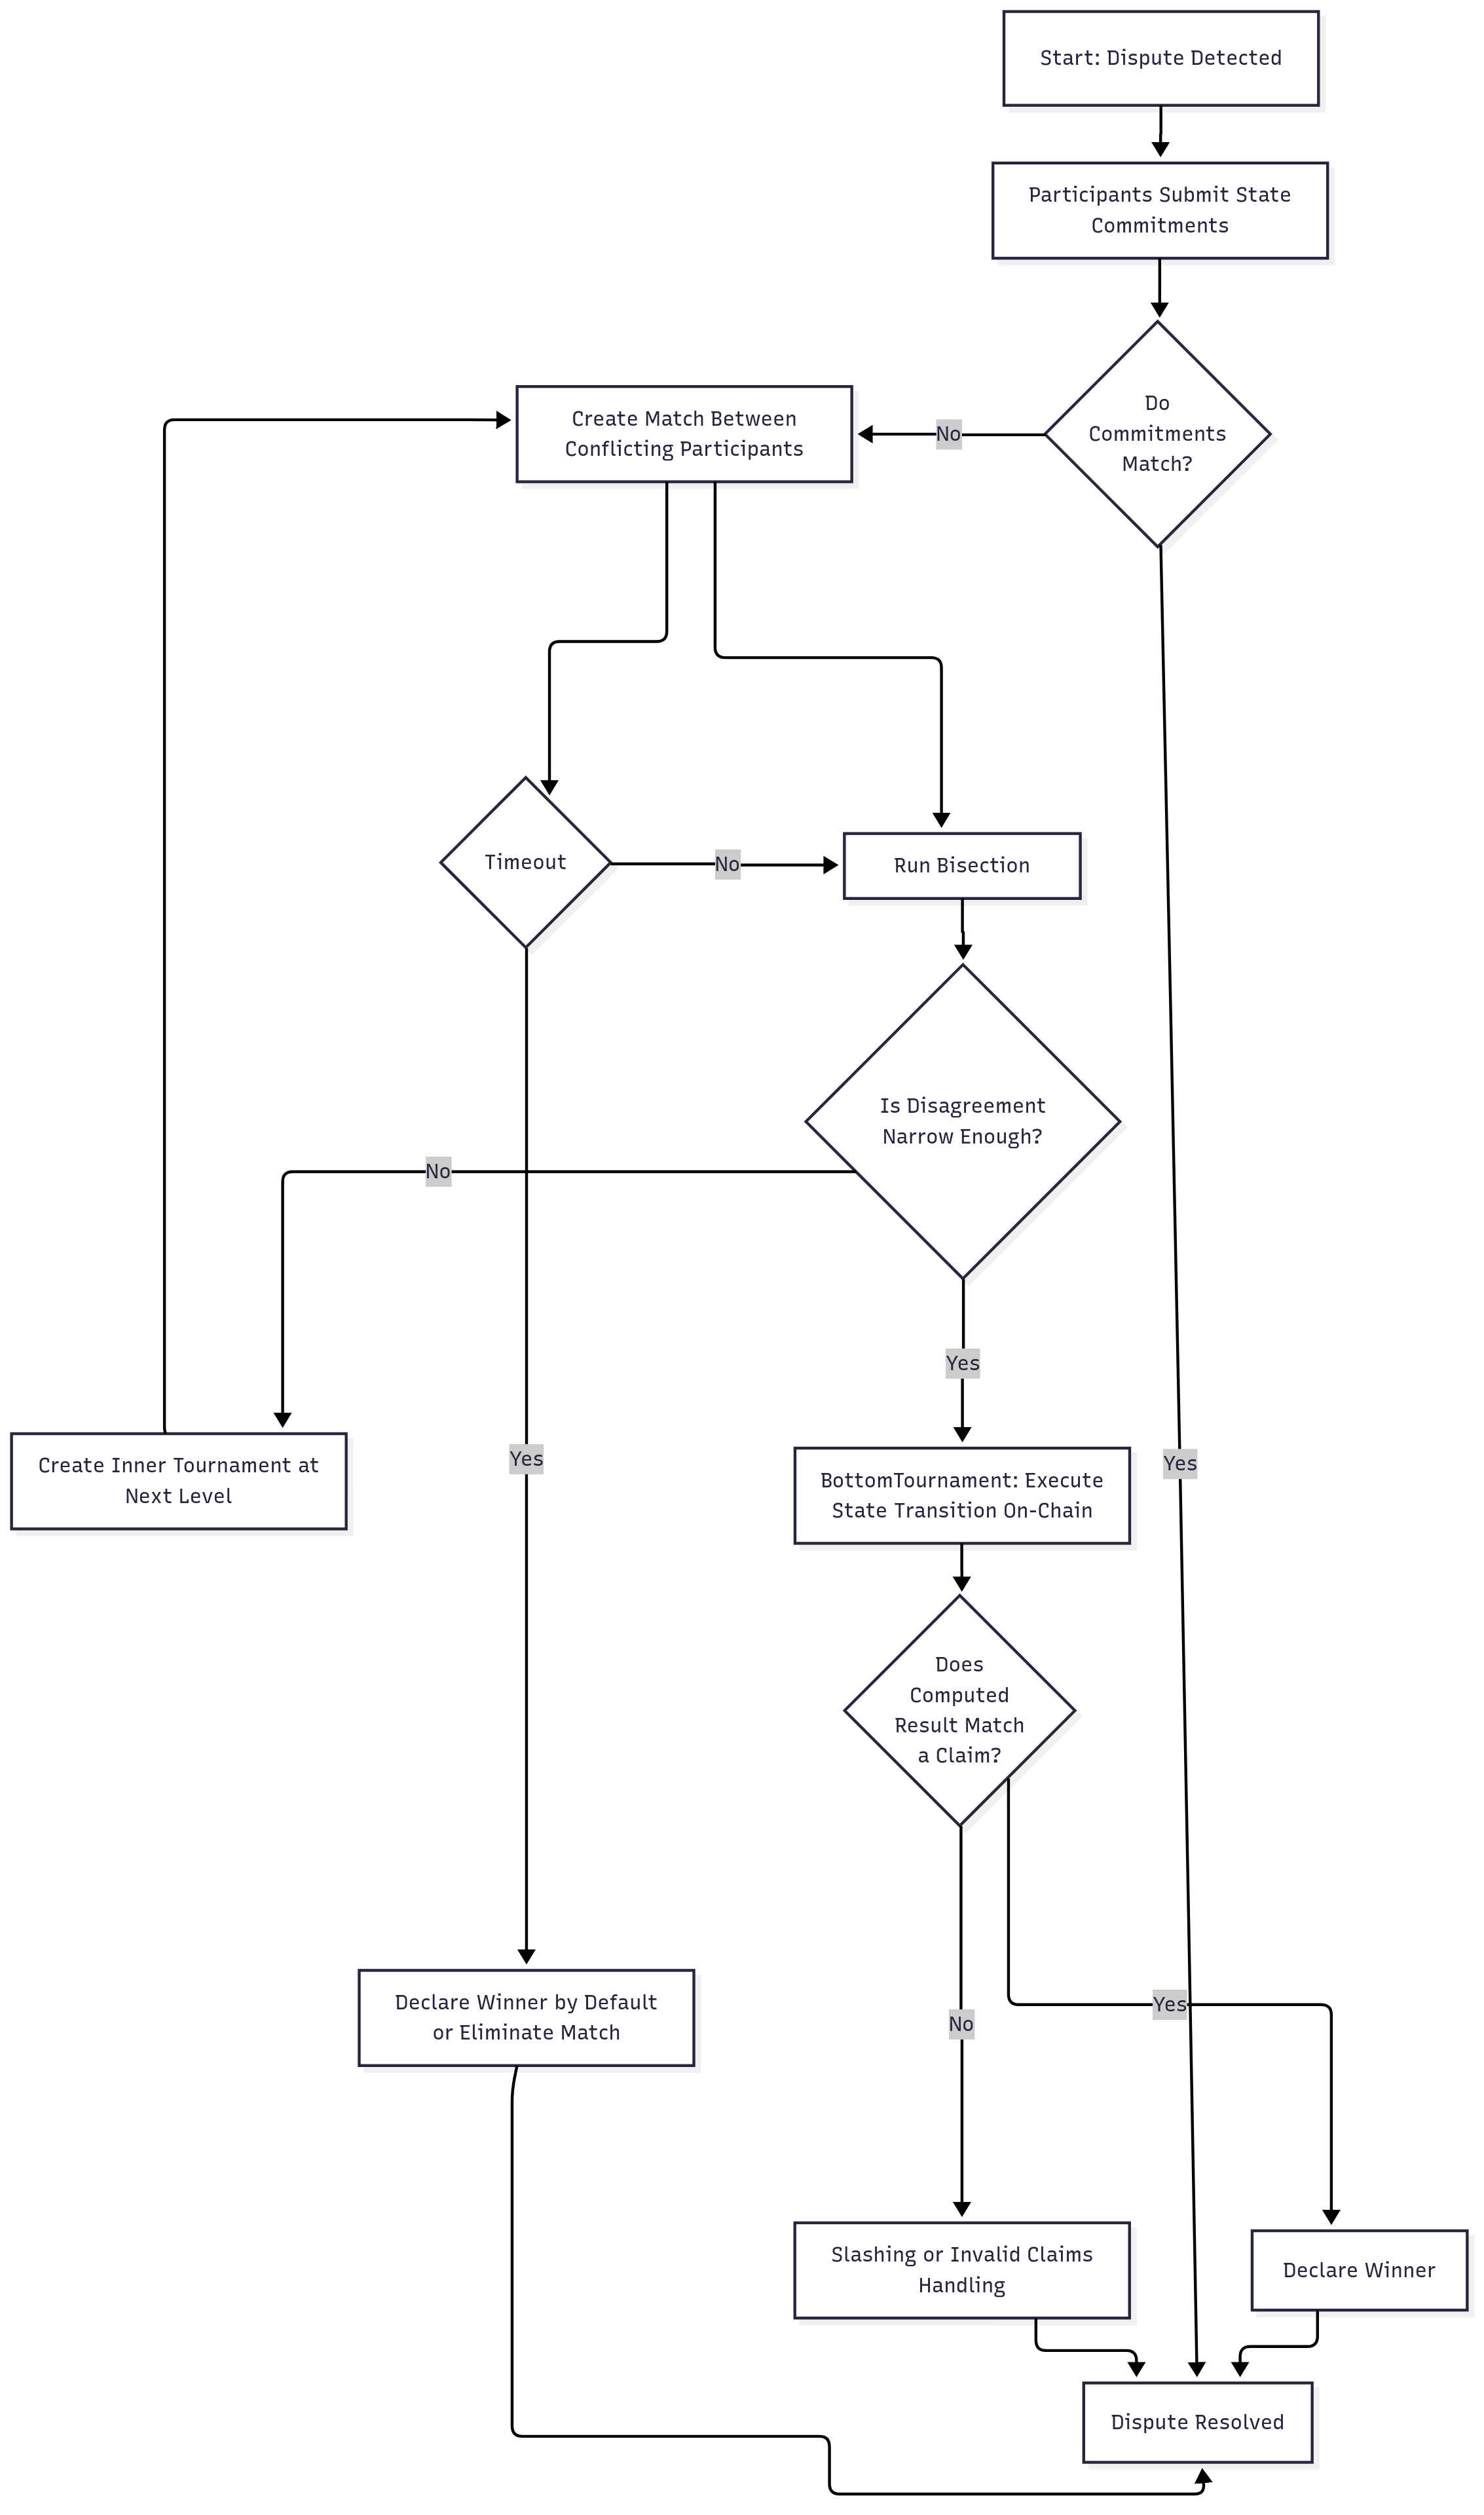 Start: Dispute Detected
Participants Submit State
Commitments
Do
Commitments
Match?
No
Create Match Between
Conflicting Participants
Timeout
No
Run Bisection
Is Disagreement
Narrow Enough?
No
Yes
Yes
Yes
Create Inner Tournament at
Next Level
BottomTournament: Execute
State Transition On-Chain
Does
Computed
Result Match
a Claim?
Declare Winner by Default
or Eliminate Match
No
Yes
Slashing or Invalid Claims
Handling
Declare Winner
Dispute Resolved